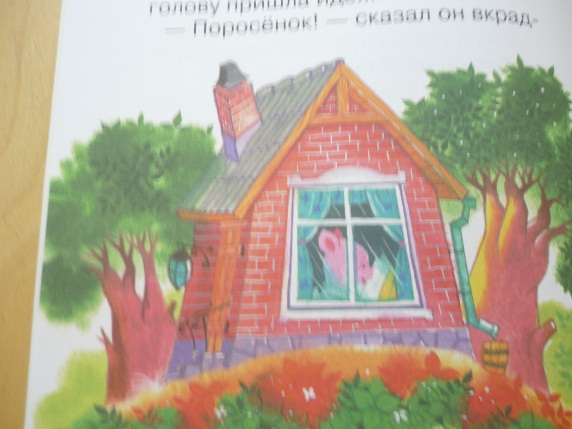 голову пришла
— Поросёнок! — сказал он вкрад-